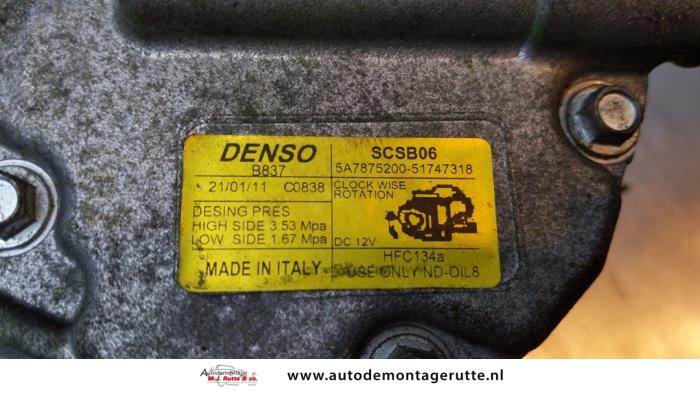 DENSO
B837
21/01/11 C0838
DESING PRES
HIGH SIDE 3.53 Mpa
LOW SIDE 1.67 Mpa
MADE IN ITALY
SCSB06
5A7875200-51747318
CLOCK WISE
ROTATION
DC 12V
HFC134a
USE ONLY ND-OIL8
Autodemontage
M.J. Rutte & zn.
www.autodemontagerutte.nl